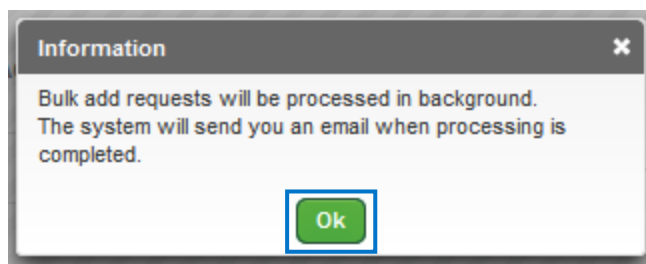 Information
Bulk add requests will be processed in background.
The system will send you an email when processing is
completed.
Ok